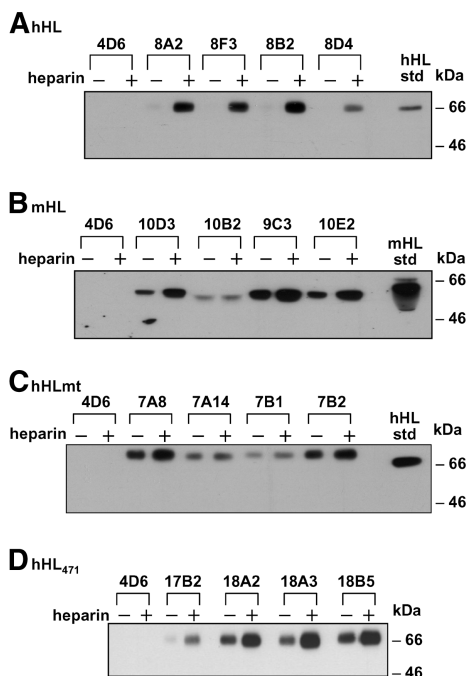 A hHL
4D6 8A2 8F3 8B2 8D4 hHL
heparin – + – + – + – + – + std kDa
– 66
– 46
B mHL
4D6 10D3 10B2 9C3 10E2 mHL
heparin – + – + – + – + – + std kDa
– 66
– 46
C hHLmt
4D6 7A8 7A14 7B1 7B2 hHL
heparin – + – + – + – + – + std kDa
– 66
– 46
D hHL471
4D6 17B2 18A2 18A3 18B5
heparin – + – + – + – + – + kDa
– 66
– 46